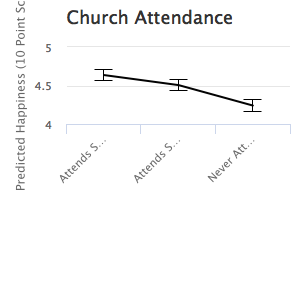 Church Attendance
Predicted Happiness (10 Point Sc
5
4.5
4
Attends S...
Attends S...
Never Att...